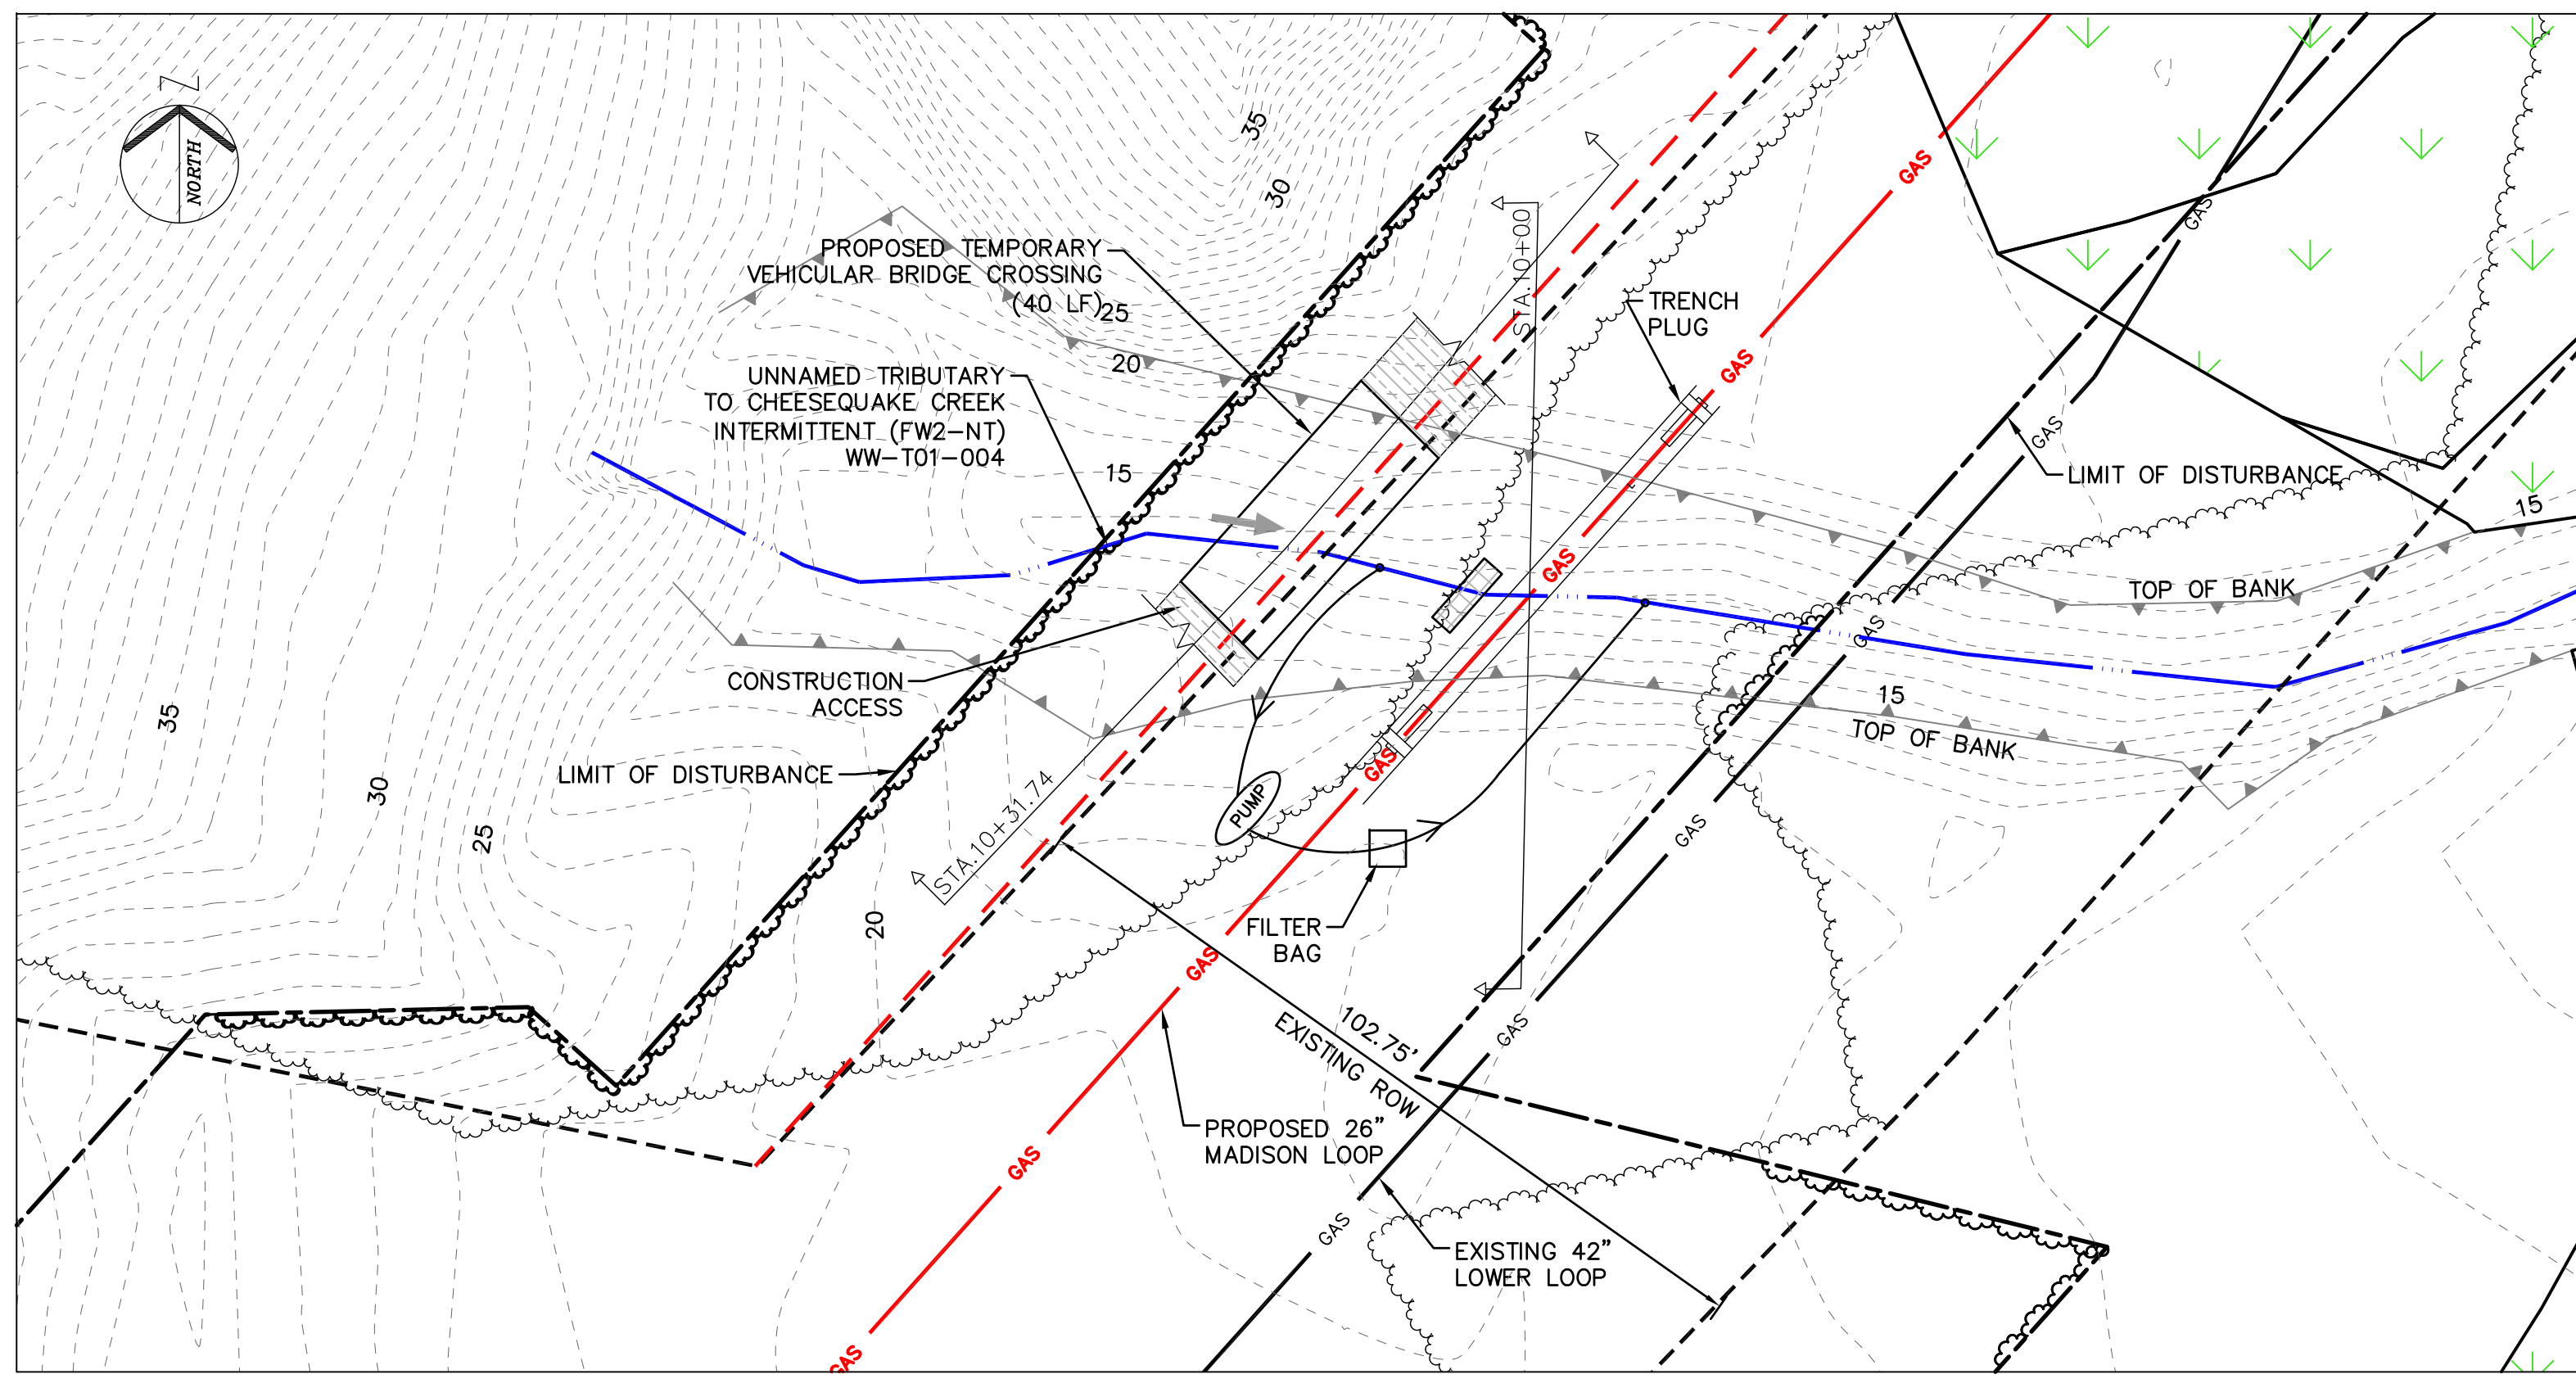 Z
NORTH
35
30
PROPOSED TEMPORARY
VEHICULAR BRIDGE CROSSING
(40 LF)
25
20
15
UNNAMED TRIBUTARY
TO CHEESEQUAKE CREEK
INTERMITTENT (FW2-NT)
WW-T01-004
STA.10+00
TRENCH
PLUG
GAS
GAS
GAS
GAS
GAS
GAS
GAS
GAS
GAS
GAS
GAS
GAS
GAS
LIMIT OF DISTURBANCE
15
TOP OF BANK
15
TOP OF BANK
CONSTRUCTION
ACCESS
LIMIT OF DISTURBANCE
STA.10+31.74
PUMP
35
30
25
20
FILTER
BAG
102.75'
EXISTING ROW
PROPOSED 26"
MADISON LOOP
EXISTING 42"
LOWER LOOP